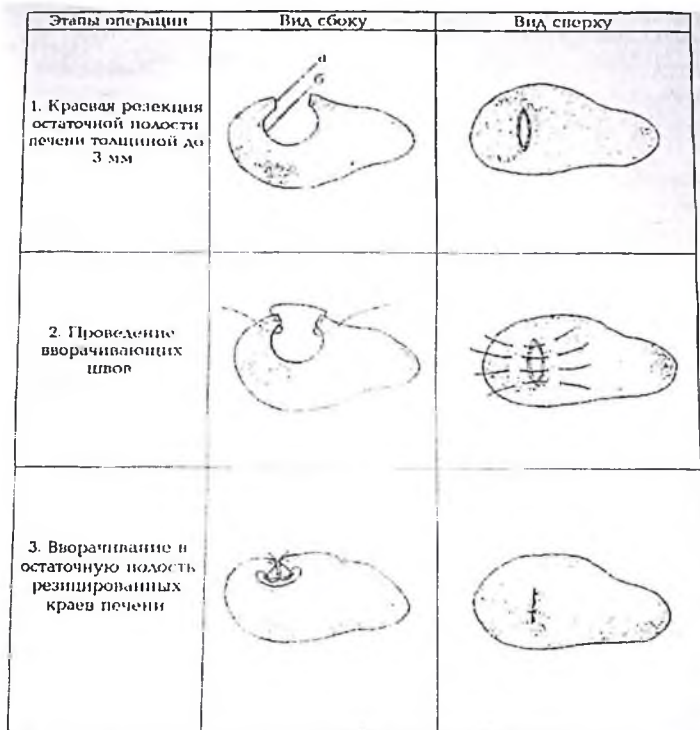 Этапы операции
Вид сбоку
Вид сверху
1. Краевая резекция
остаточной полости
печени толщиной до
3 мм
а
б
2. Проведение
вворачивающих
швов
3. Вворачивание в
остаточную полость
резицированных
краев печени